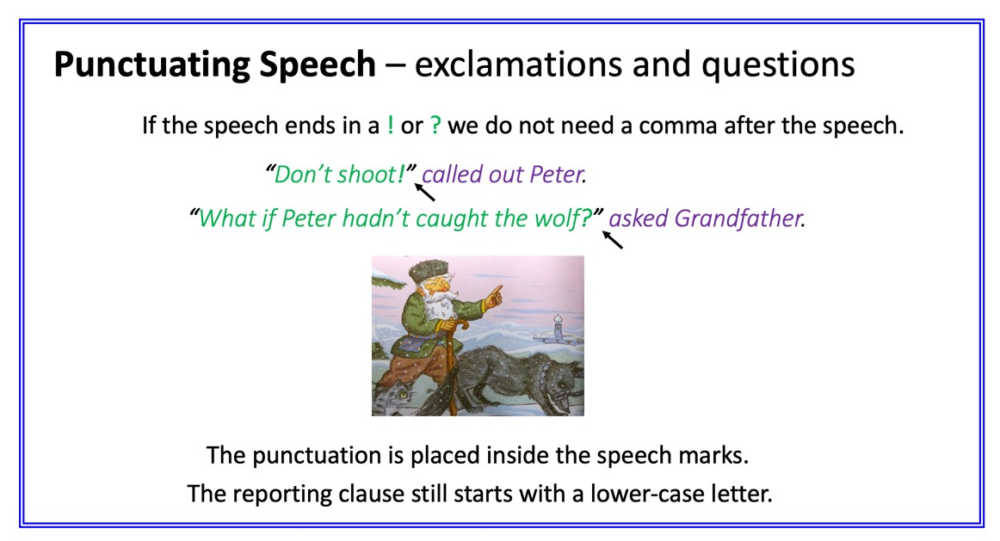 Punctuating Speech – exclamations and questions
If the speech ends in a ! or ? we do not need a comma after the speech.
“Don’t shoot!” called out Peter.
“What if Peter hadn’t caught the wolf?” asked Grandfather.
The punctuation is placed inside the speech marks.
The reporting clause still starts with a lower-case letter.